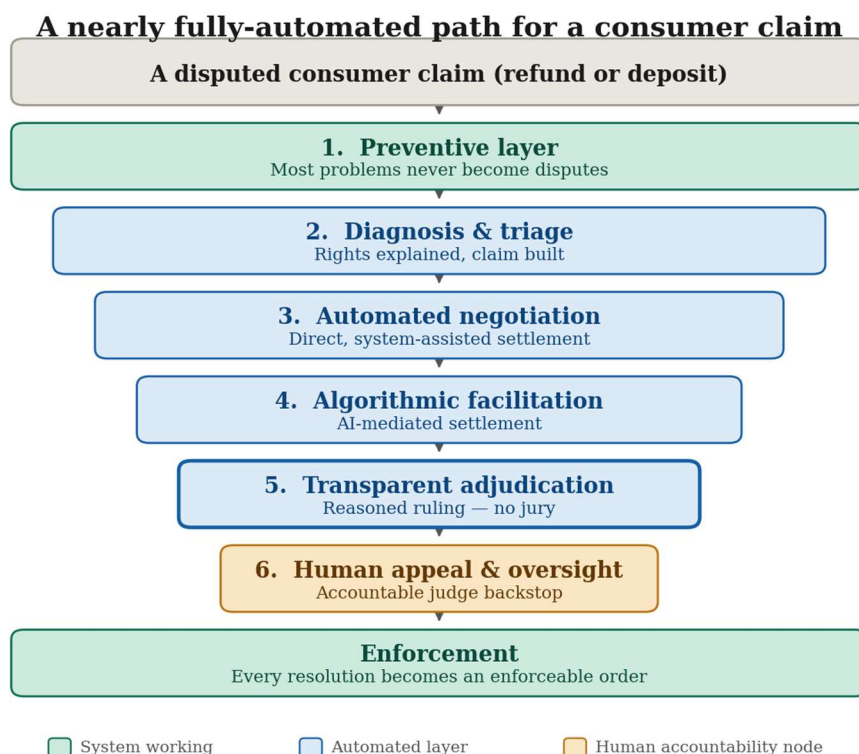 A nearly fully-automated path for a consumer claim
A disputed consumer claim (refund or deposit)
1. Preventive layer
Most problems never become disputes
2. Diagnosis & triage
Rights explained, claim built
3. Automated negotiation
Direct, system-assisted settlement
4. Algorithmic facilitation
AI-mediated settlement
5. Transparent adjudication
Reasoned ruling — no jury
6. Human appeal & oversight
Accountable judge backstop
Enforcement
Every resolution becomes an enforceable order
System working
Automated layer
Human accountability node